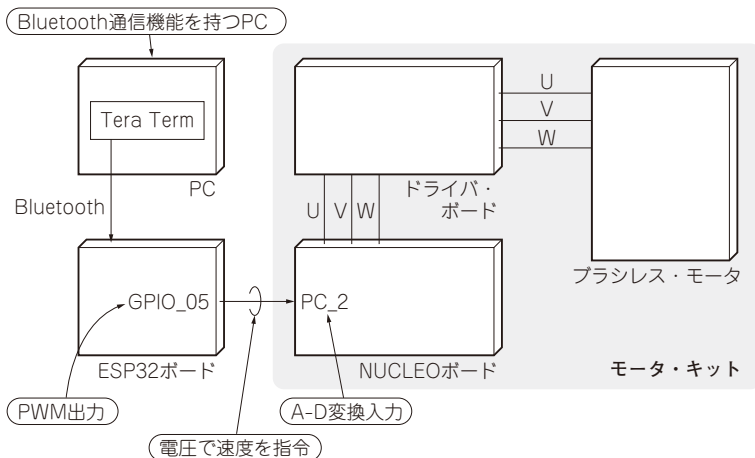 Bluetooth通信機能を持つPC
Tera Term
PC
Bluetooth
U
V
W
ドライバ・
ボード
U V W
ブラシレス・モータ
GPIO_05
PC_2
ESP32ボード
NUCLEOボード
モータ・キット
PWM出力
A-D変換入力
電圧で速度を指令